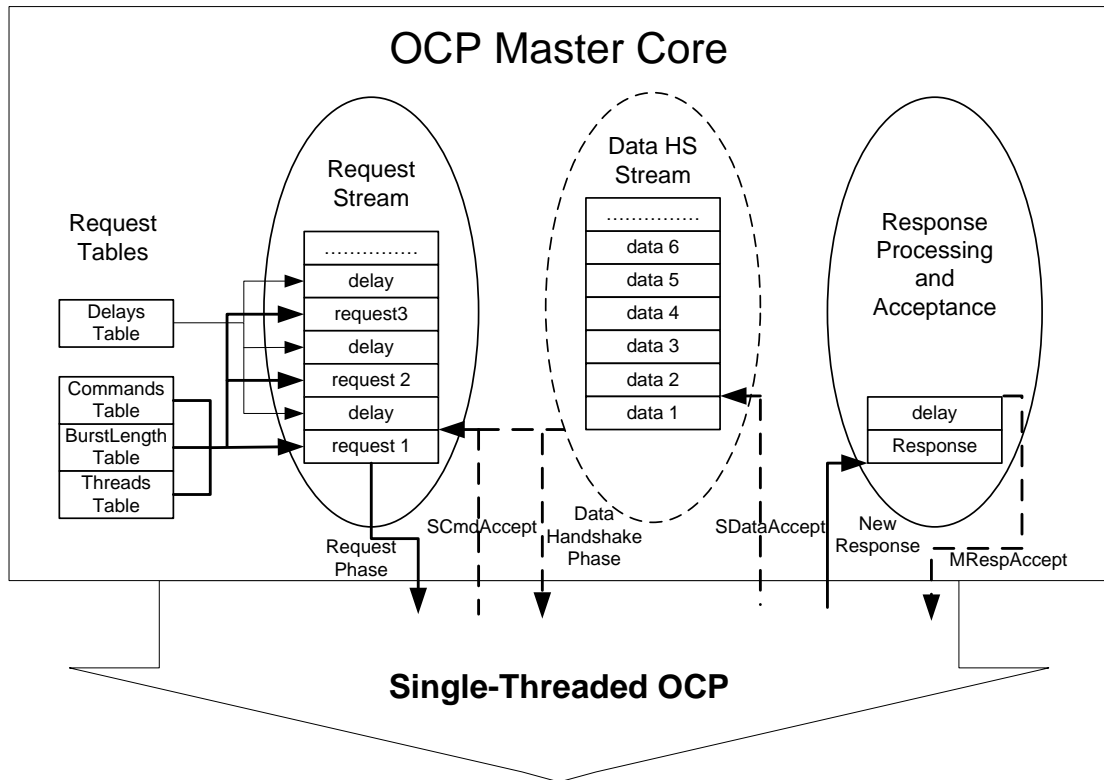 OCP Master Core
Request
Tables
Delays
Table
Commands
Table
BurstLength
Table
Threads
Table
Request
Stream
...............
delay
request3
delay
request 2
delay
request 1
Data HS
Stream
...............
data 6
data 5
data 4
data 3
data 2
data 1
Response
Processing
and
Acceptance
delay
Response
Request
Phase
SCmdAccept
Data
Handshake
Phase
SDataAccept
New
Response
MRespAccept
Single-Threaded OCP